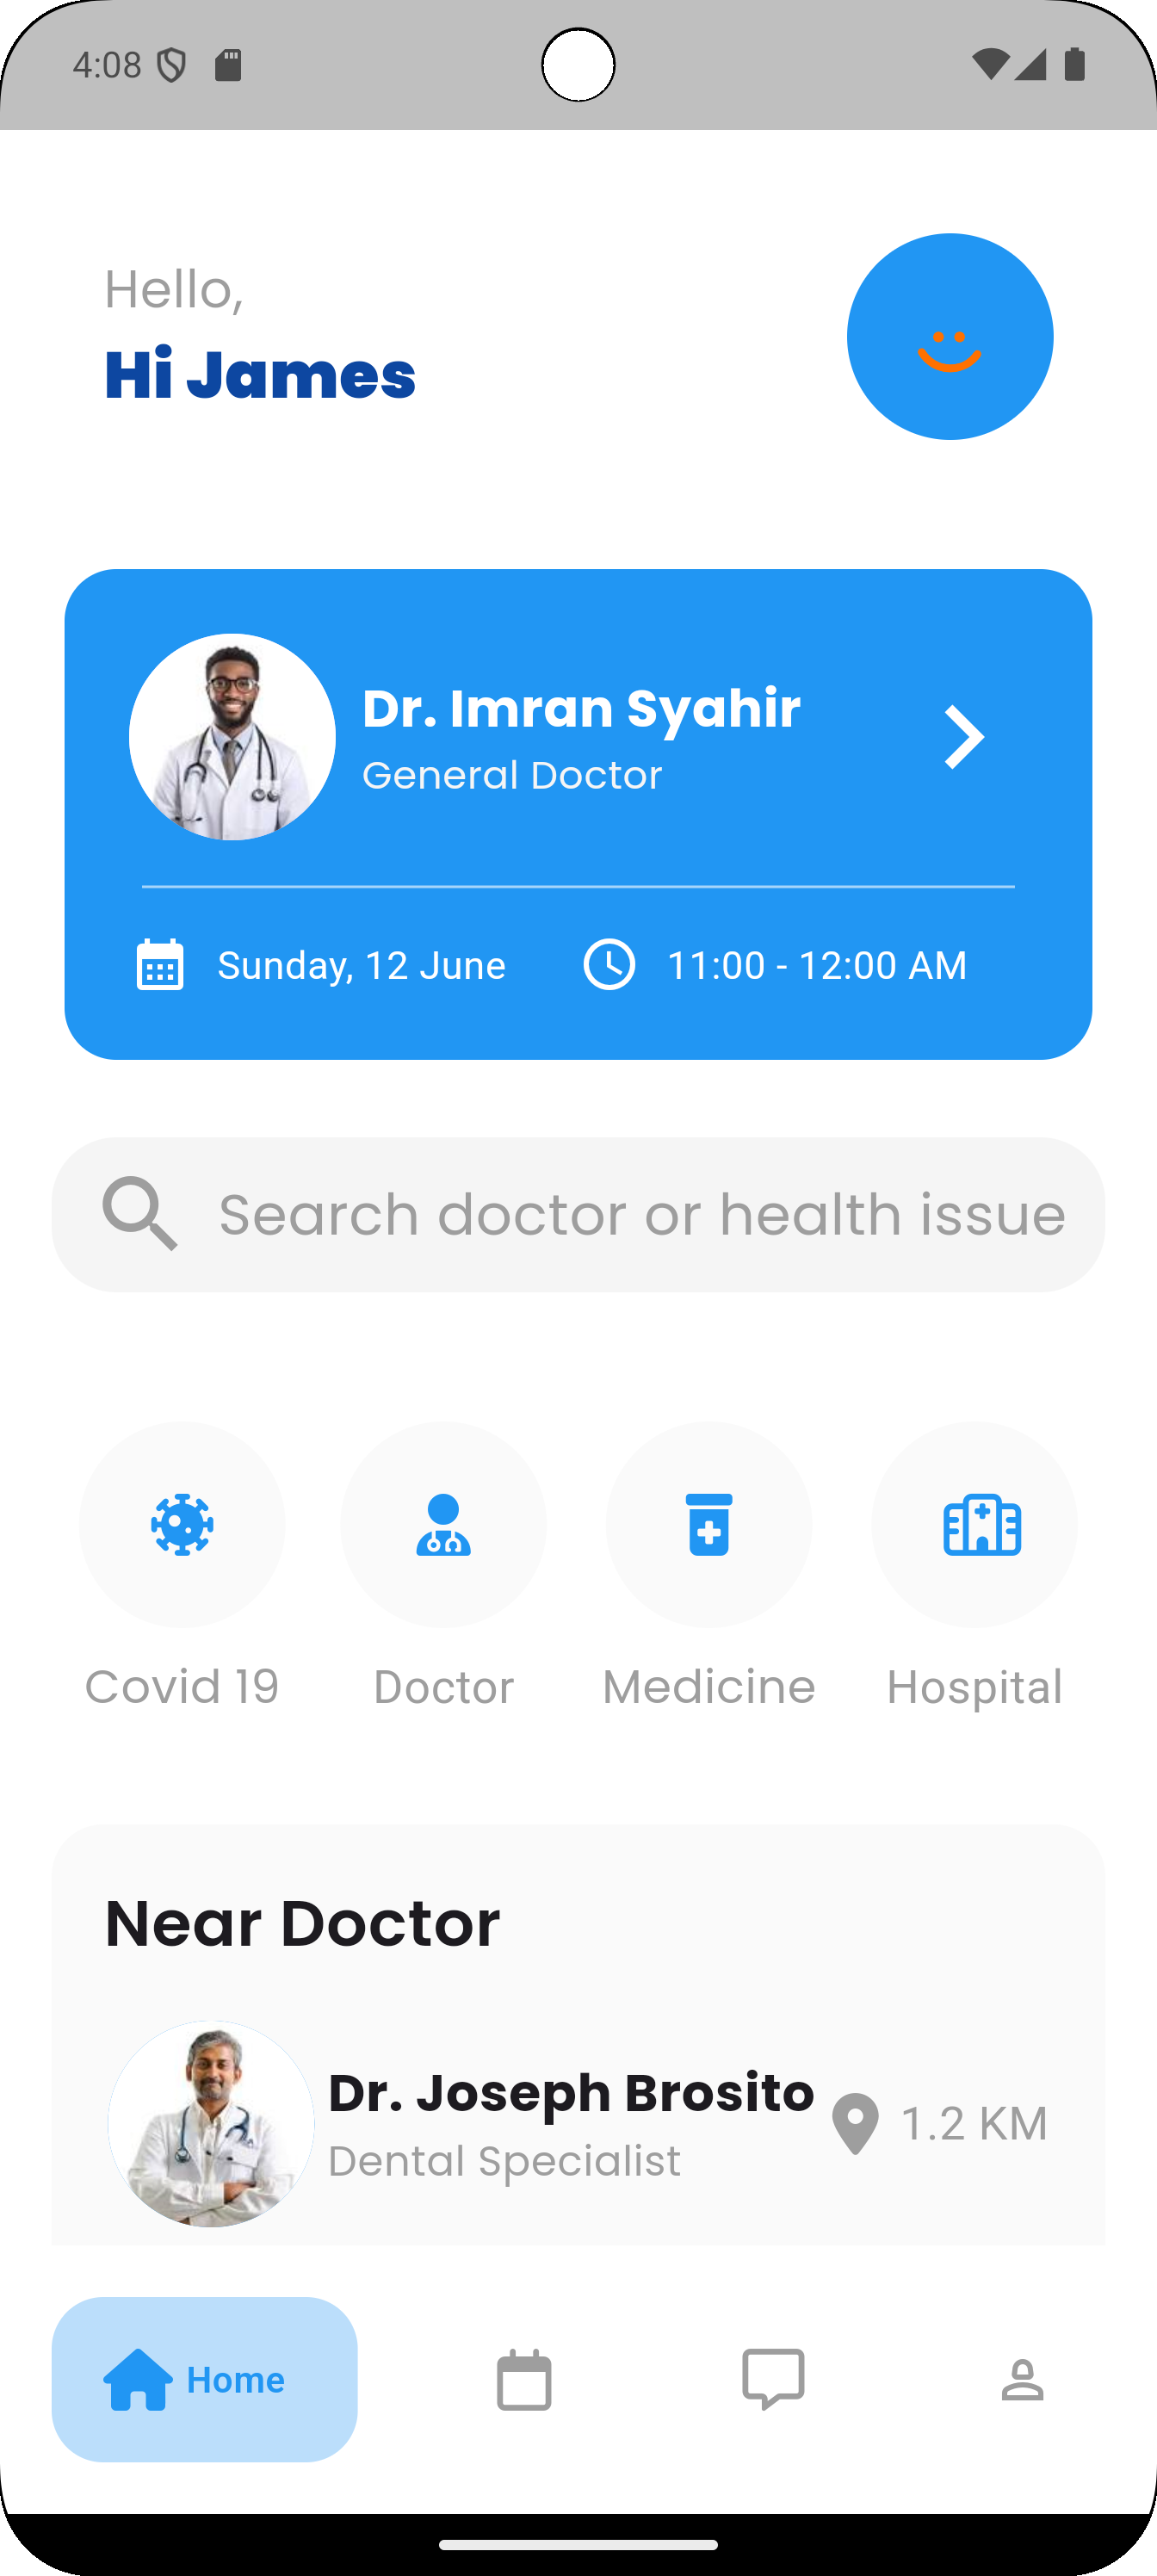 4:08
Hello,
Hi James
Dr. Imran Syahir
General Doctor
Sunday, 12 June
11:00 - 12:00 AM
Search doctor or health issue
Covid 19
Doctor
Medicine
Hospital
Near Doctor
Dr. Joseph Brosito
Dental Specialist
1.2 KM
Home